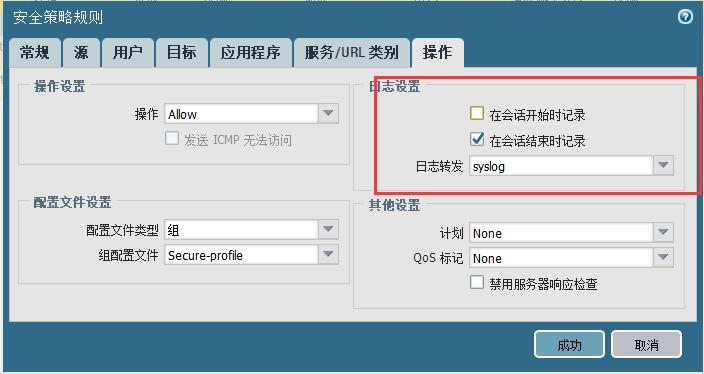 安全策略规则
常规 源 用户 目标 应用程序 服务/URL 类别 操作
操作设置
操作 Allow
发送 ICMP 无法访问
日志设置
在会话开始时记录
在会话结束时记录
日志转发 syslog
配置文件设置
配置文件类型 组
组配置文件 Secure-profile
其他设置
计划 None
QoS 标记 None
禁用服务器响应检查
成功 取消